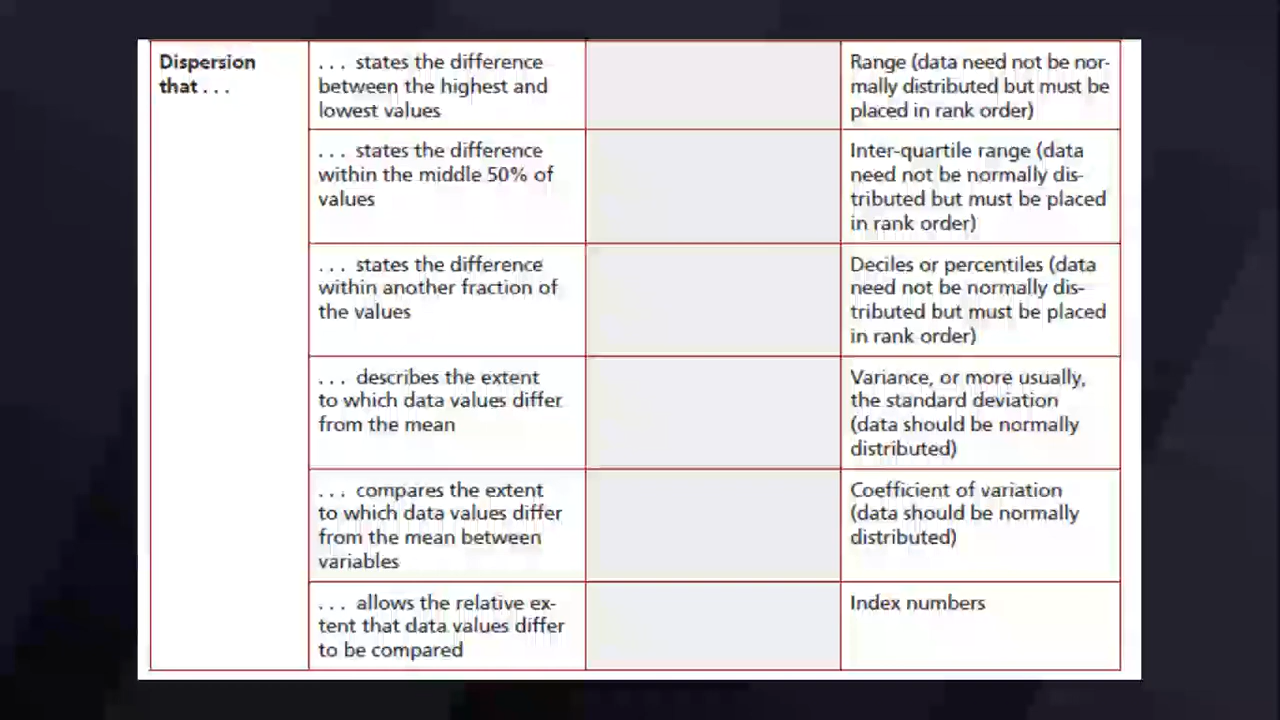 Dispersion
that . . .
. . . states the difference
between the highest and
lowest values
Range (data need not be nor-
mally distributed but must be
placed in rank order)
. . . states the difference
within the middle 50% of
values
Inter-quartile range (data
need not be normally dis-
tributed but must be placed
in rank order)
. . . states the difference
within another fraction of
the values
Deciles or percentiles (data
need not be normally dis-
tributed but must be placed
in rank order)
. . . describes the extent
to which data values differ
from the mean
Variance, or more usually,
the standard deviation
(data should be normally
distributed)
. . . compares the extent
to which data values differ
from the mean between
variables
Coefficient of variation
(data should be normally
distributed)
. . . allows the relative ex-
tent that data values differ
to be compared
Index numbers